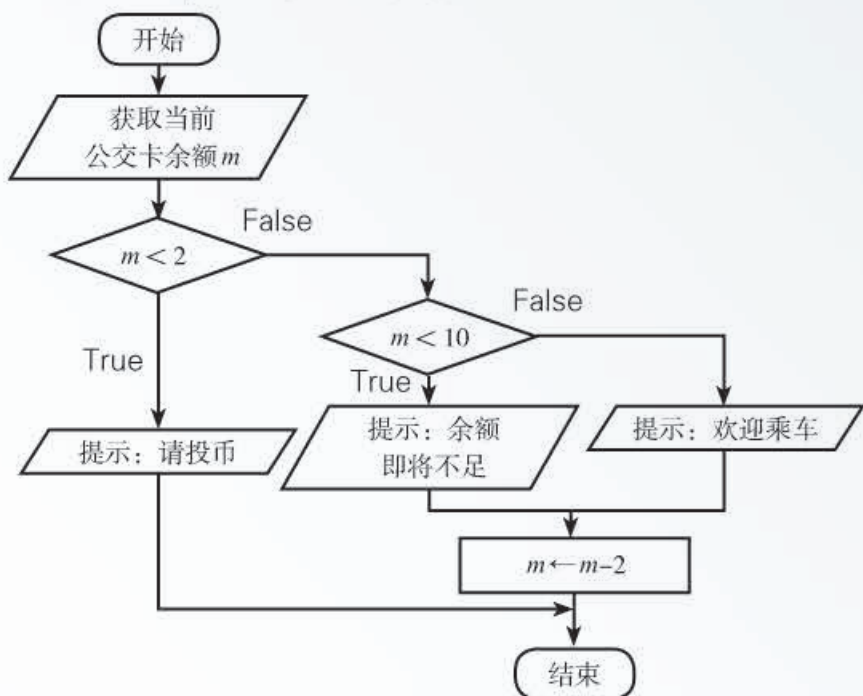 开始
获取当前
公交卡余额m
False
m < 2
False
m < 10
True
True
提示：余额
即将不足
提示：欢迎乘车
提示：请投币
m←m-2
结束